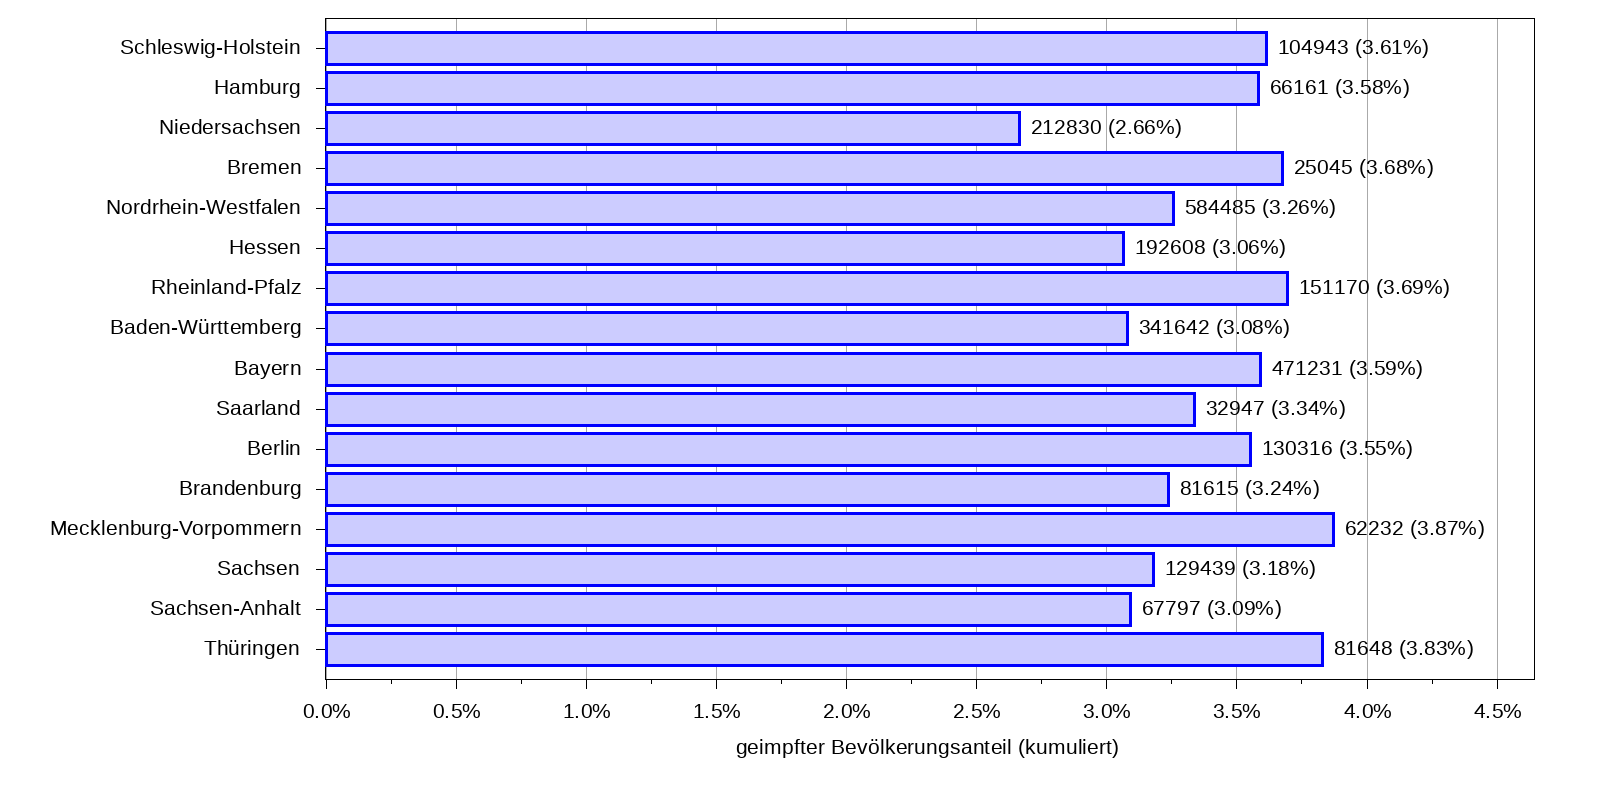 Schleswig-Holstein 104943 (3.61%)
Hamburg 66161 (3.58%)
Niedersachsen 212830 (2.66%)
Bremen 25045 (3.68%)
Nordrhein-Westfalen 584485 (3.26%)
Hessen 192608 (3.06%)
Rheinland-Pfalz 151170 (3.69%)
Baden-Württemberg 341642 (3.08%)
Bayern 471231 (3.59%)
Saarland 32947 (3.34%)
Berlin 130316 (3.55%)
Brandenburg 81615 (3.24%)
Mecklenburg-Vorpommern 62232 (3.87%)
Sachsen 129439 (3.18%)
Sachsen-Anhalt 67797 (3.09%)
Thüringen 81648 (3.83%)
0.0% 0.5% 1.0% 1.5% 2.0% 2.5% 3.0% 3.5% 4.0% 4.5%
geimpfter Bevölkerungsanteil (kumuliert)